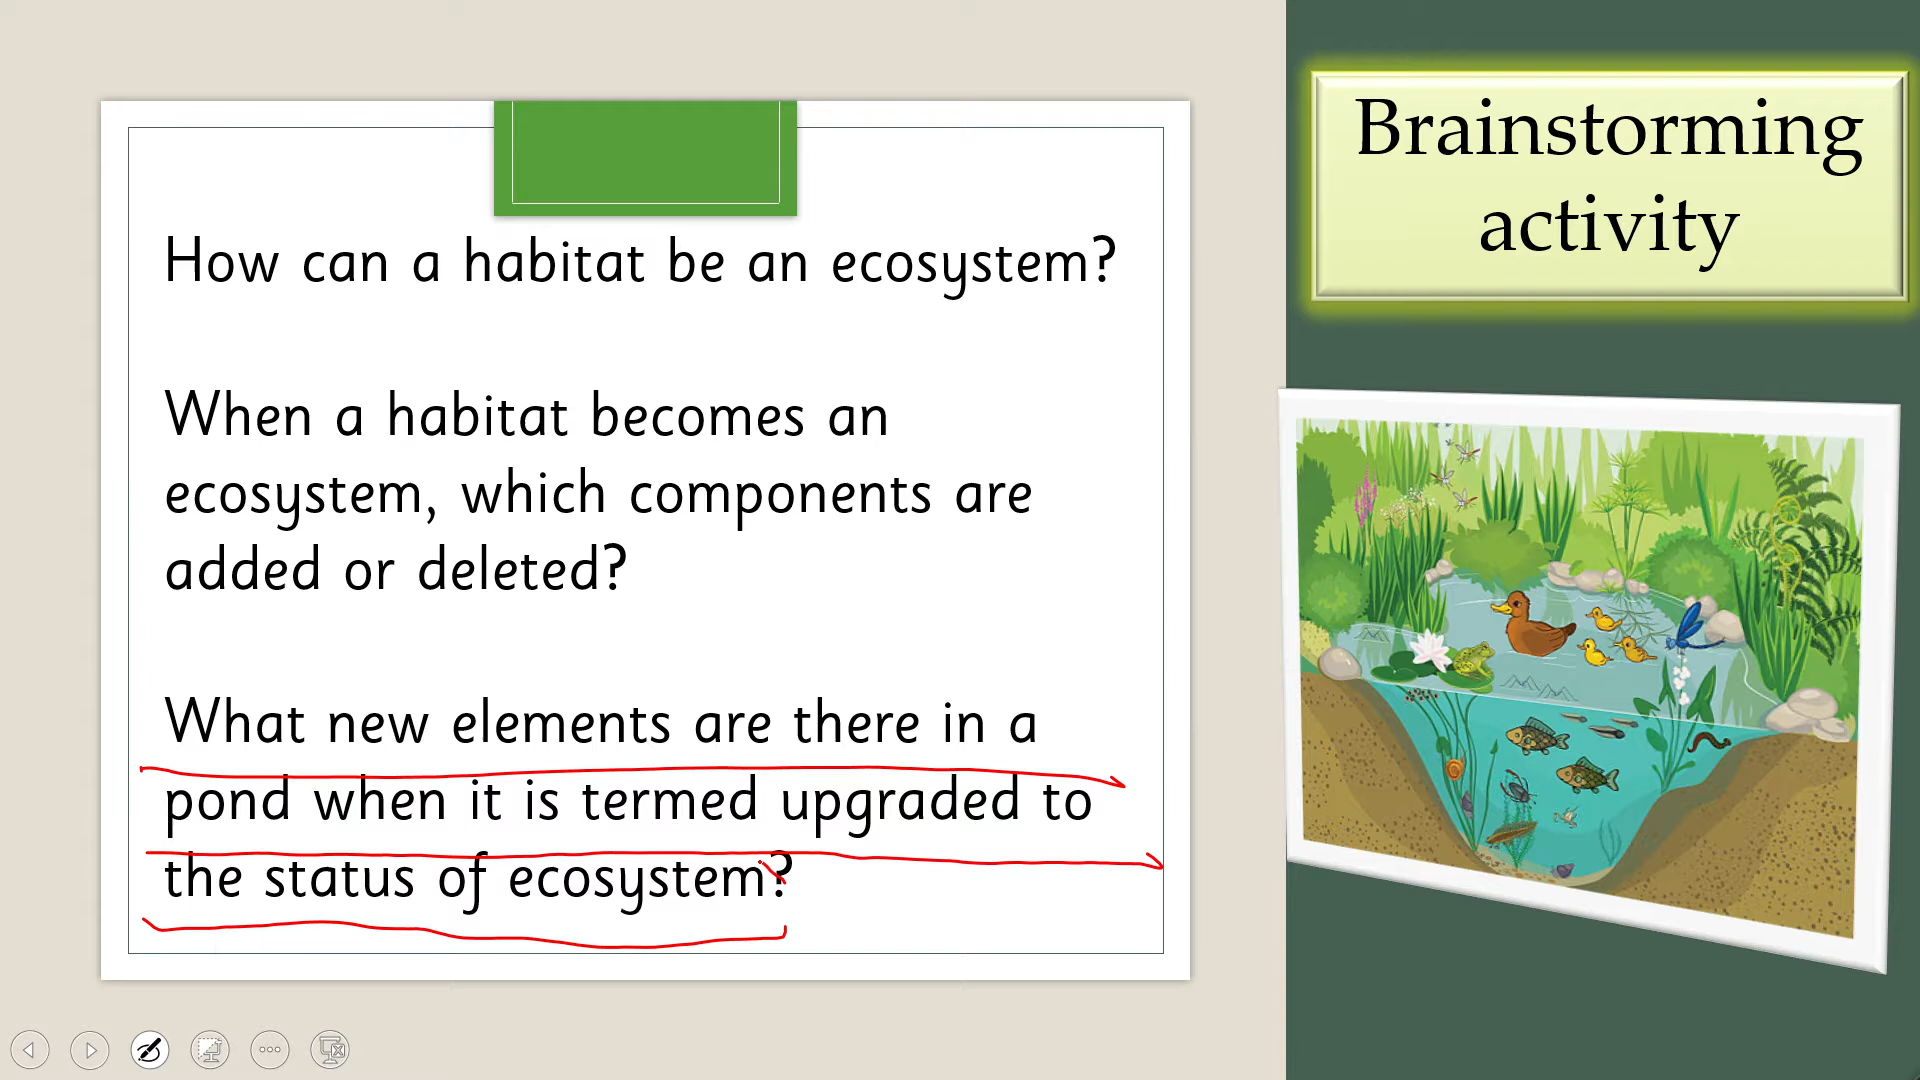 How can a habitat be an ecosystem?
When a habitat becomes an
ecosystem, which components are
added or deleted?
What new elements are there in a
pond when it is termed upgraded to
the status of ecosystem?
Brainstorming
activity